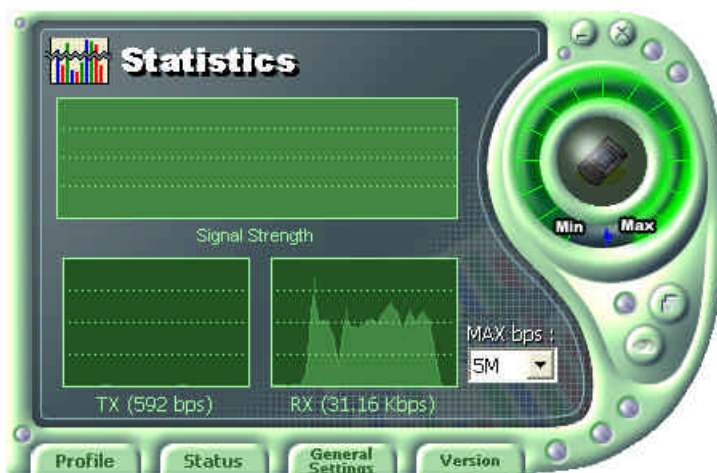 Statistics
Signal Strength
Min
Max
MAX bps :
5M
TX (592 bps)
RX (31.16 Kbps)
Profile
Status
General
Settings
Version